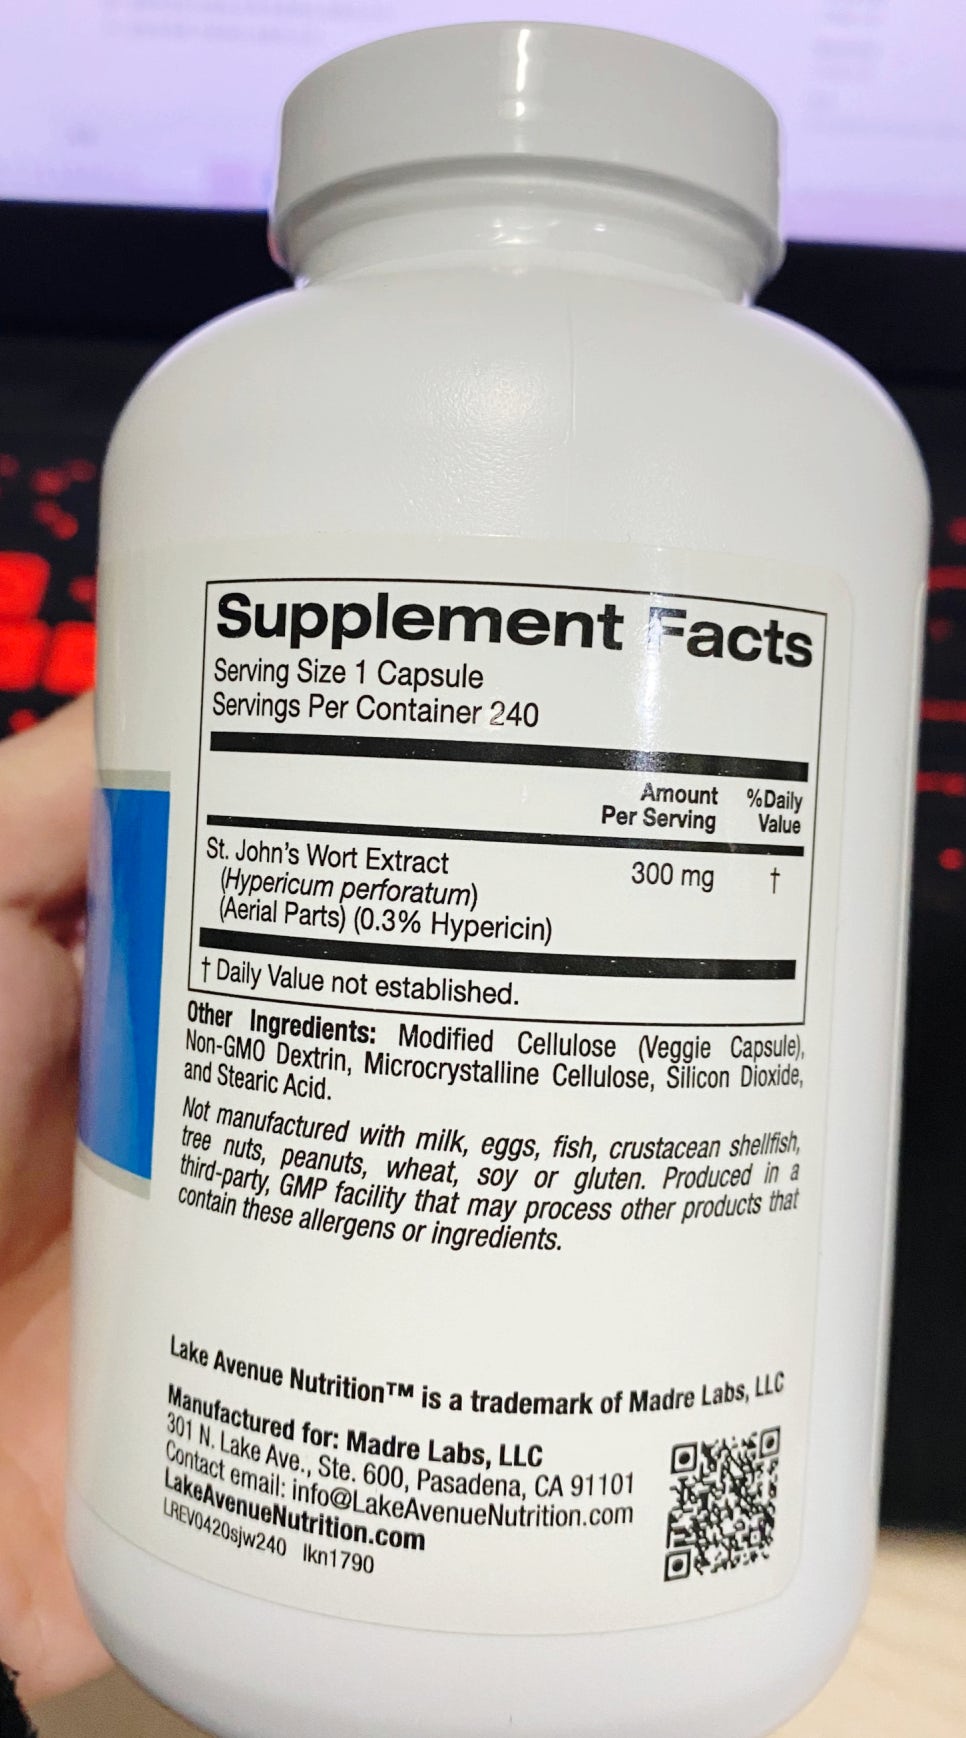 Supplement Facts
Serving Size 1 Capsule
Servings Per Container 240
Amount Per Serving
%Daily Value
St. John's Wort Extract 300 mg †
(Hypericum perforatum)
(Aerial Parts) (0.3% Hypericin)
† Daily Value not established.
Other Ingredients: Modified Cellulose (Veggie Capsule),
Non-GMO Dextrin, Microcrystalline Cellulose, Silicon Dioxide,
and Stearic Acid.
Not manufactured with milk, eggs, fish, crustacean shellfish,
tree nuts, peanuts, wheat, soy or gluten. Produced in a
third-party, GMP facility that may process other products that
contain these allergens or ingredients.
Lake Avenue Nutrition™ is a trademark of Madre Labs, LLC
Manufactured for: Madre Labs, LLC
301 N. Lake Ave., Ste. 600, Pasadena, CA 91101
Contact email: info@LakeAvenueNutrition.com
LakeAvenueNutrition.com
LREV0420sjw240 lkn1790